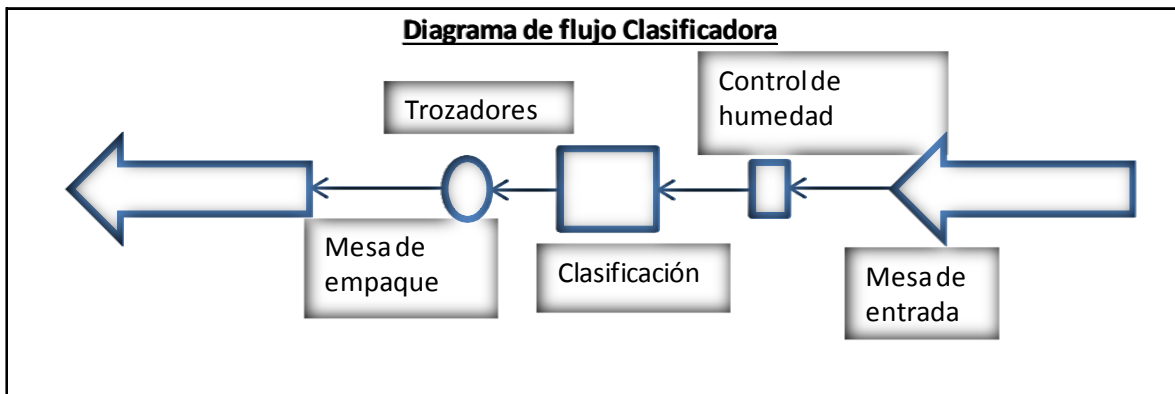 Diagrama de flujo Clasificadora
Trozadores
Control de
humedad
Mesa de
empaque
Clasificación
Mesa de
entrada